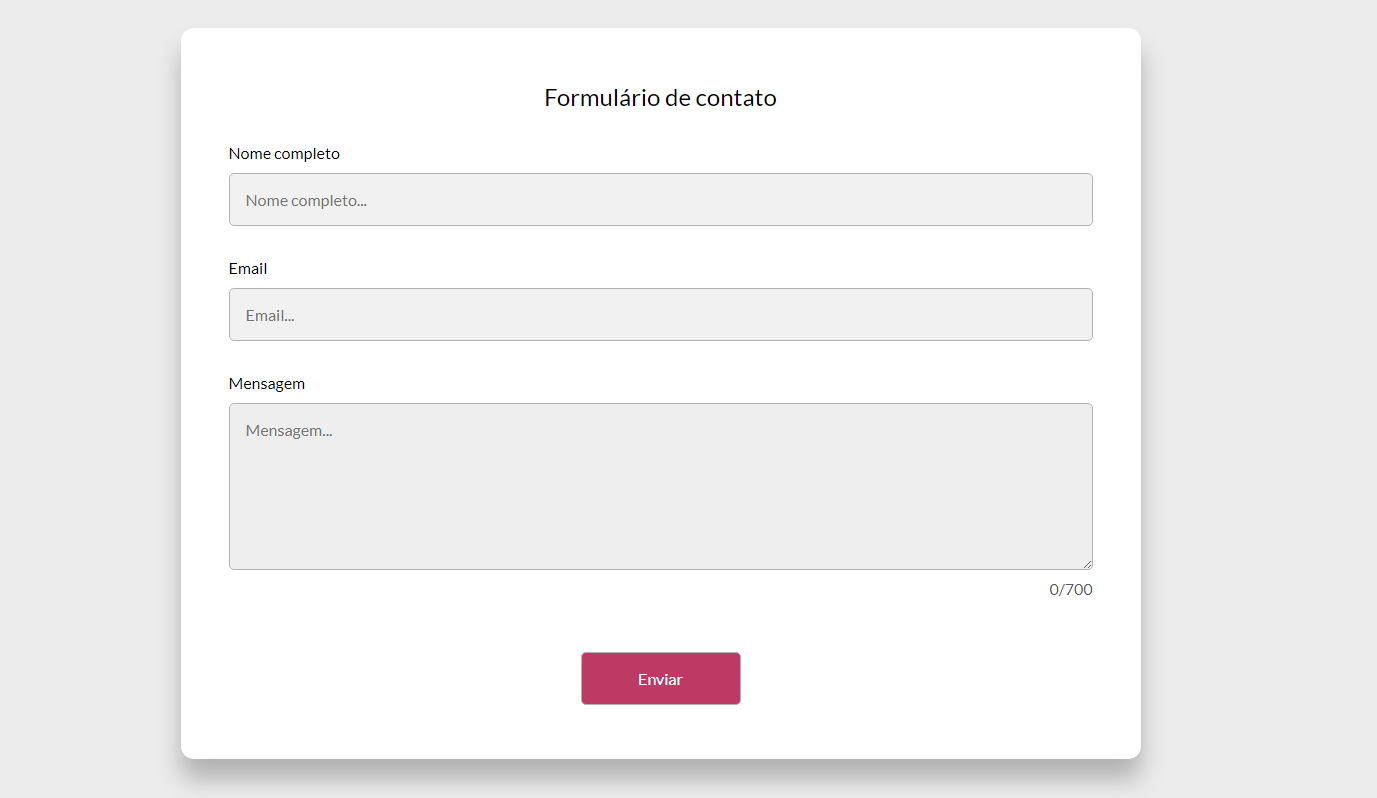 Formulário de contato
Nome completo
Nome completo...
Email
Email...
Mensagem
Mensagem...
0/700
Enviar